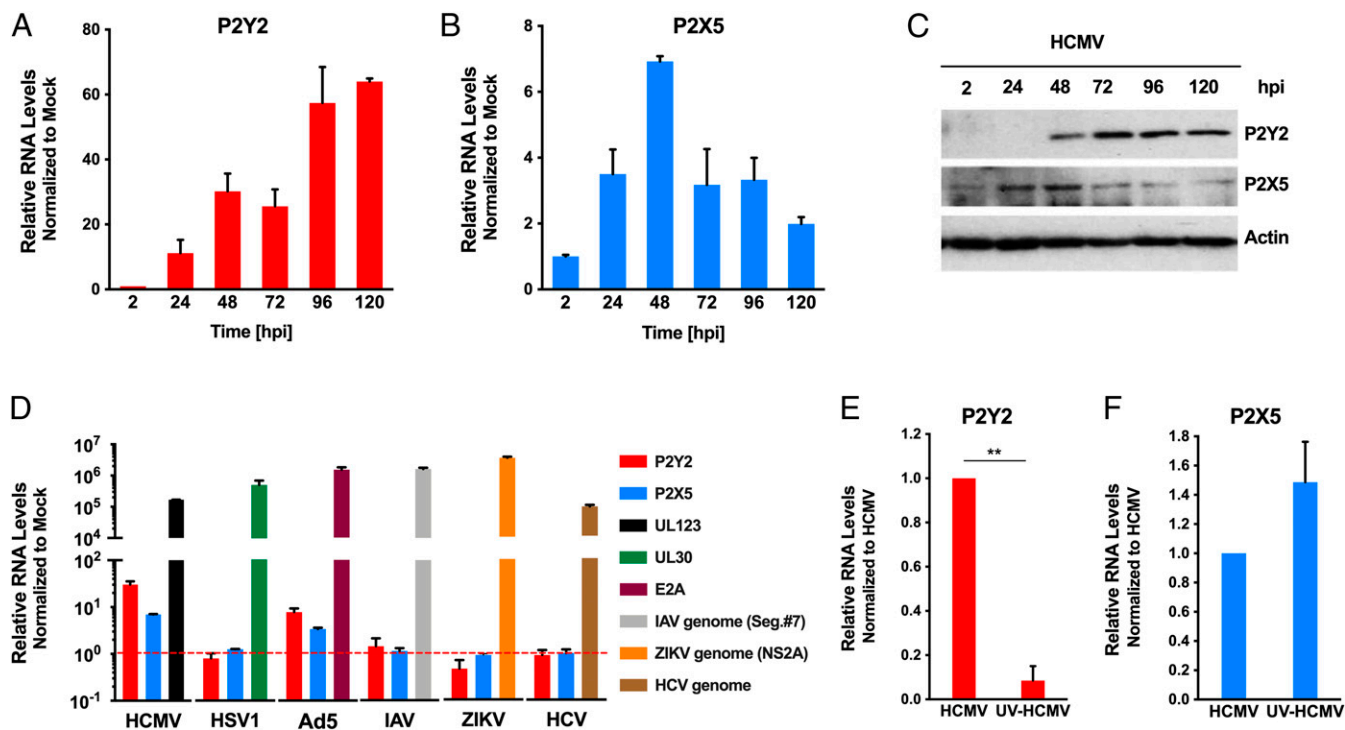 A
P2Y2
Relative RNA Levels
Normalized to Mock
80
60
40
20
0
2 24 48 72 96 120
Time [hpi]
B
P2X5
Relative RNA Levels
Normalized to Mock
8
6
4
2
0
2 24 48 72 96 120
Time [hpi]
C
HCMV
2 24 48 72 96 120 hpi
P2Y2
P2X5
Actin
D
Relative RNA Levels
Normalized to Mock
10^7
10^6
10^5
10^4
10^2
10^1
10^0
10^-1
HCMV HSV1 Ad5 IAV ZIKV HCV
P2Y2
P2X5
UL123
UL30
E2A
IAV genome (Seg.#7)
ZIKV genome (NS2A)
HCV genome
E
P2Y2
Relative RNA Levels
Normalized to HCMV
1.2
1.0
0.8
0.6
0.4
0.2
0.0
**
HCMV UV-HCMV
F
P2X5
Relative RNA Levels
Normalized to HCMV
1.8
1.6
1.4
1.2
1.0
0.8
0.6
0.4
0.2
0.0
HCMV UV-HCMV